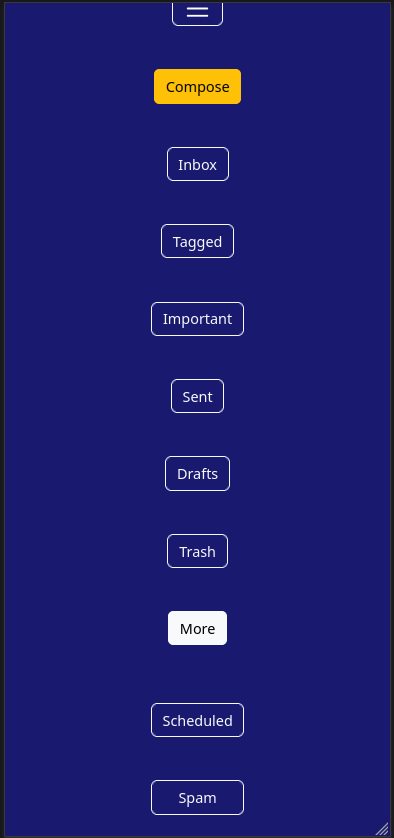 Compose
Inbox
Tagged
Important
Sent
Drafts
Trash
More
Scheduled
Spam